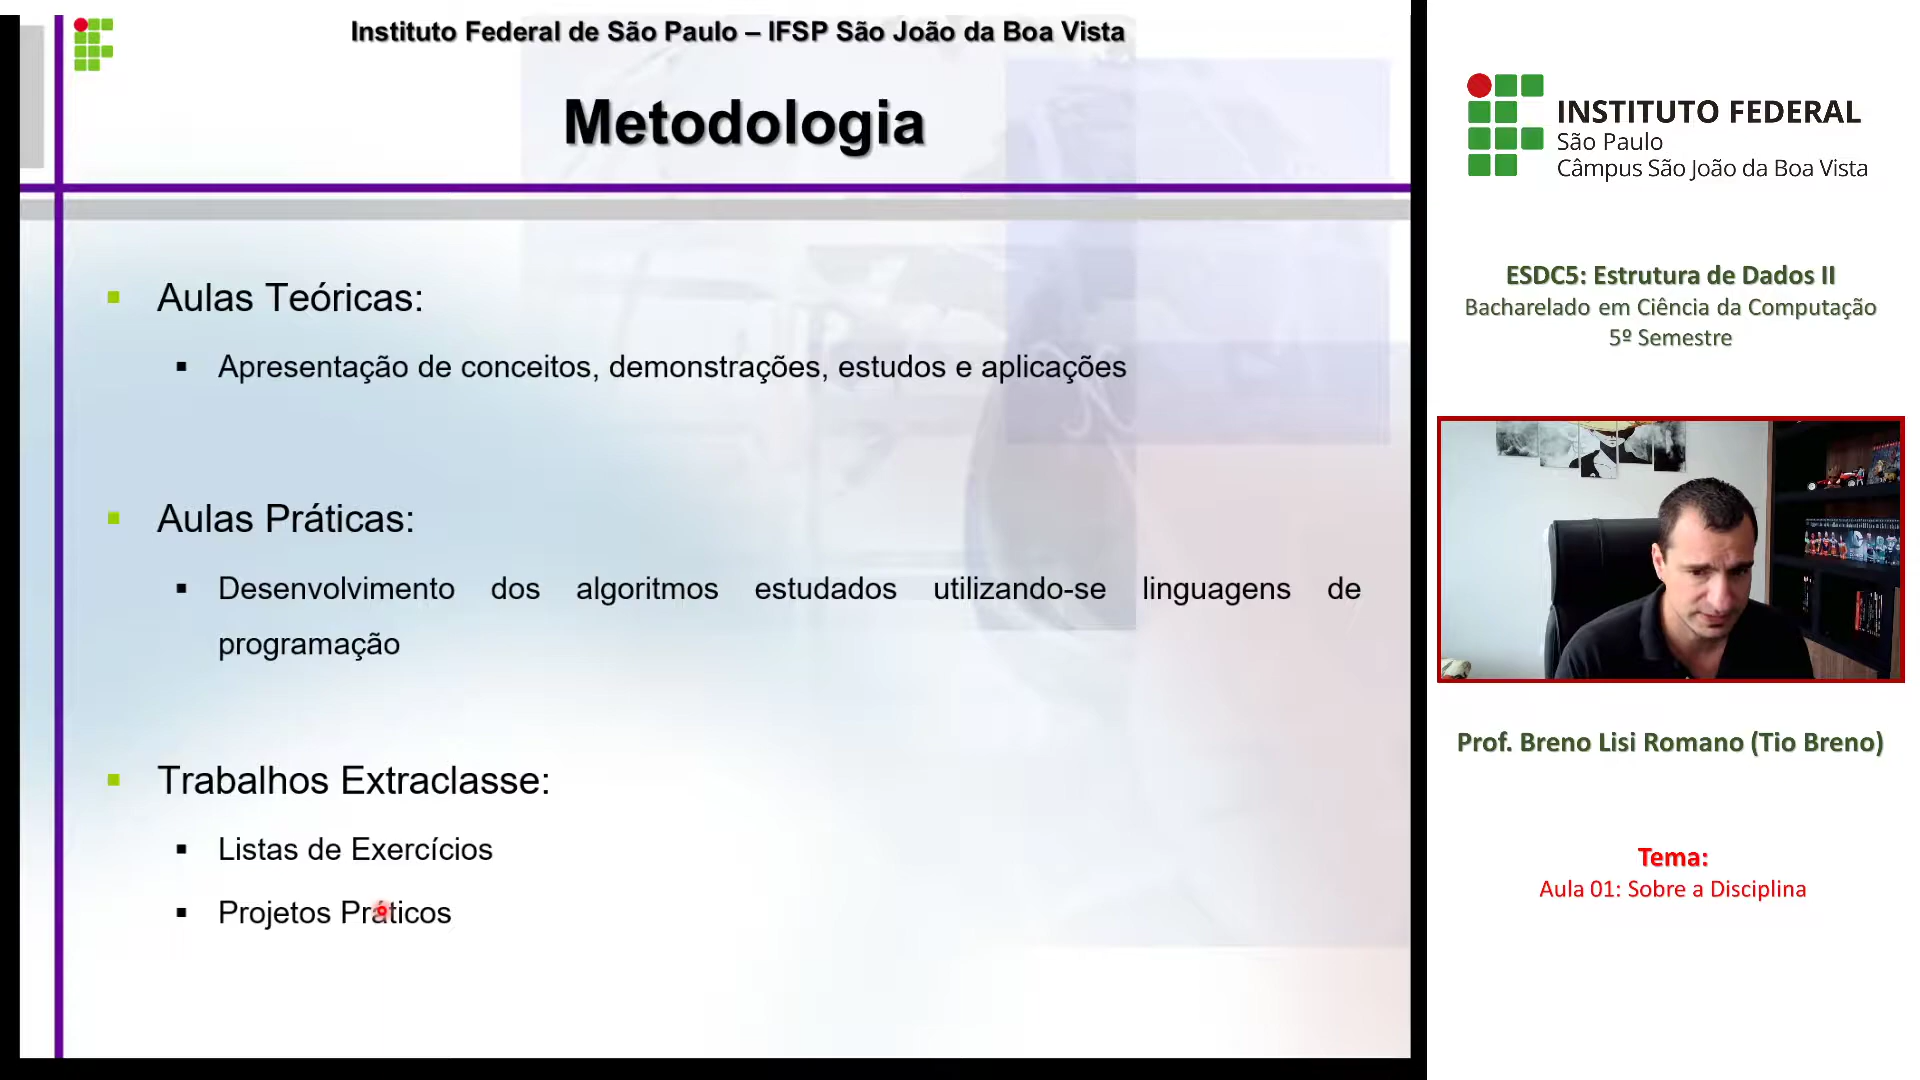 Instituto Federal de São Paulo – IFSP São João da Boa Vista
Metodologia
Aulas Teóricas:
Apresentação de conceitos, demonstrações, estudos e aplicações
Aulas Práticas:
Desenvolvimento dos algoritmos estudados utilizando-se linguagens de
programação
Trabalhos Extraclasse:
Listas de Exercícios
Projetos Práticos
INSTITUTO FEDERAL
São Paulo
Câmpus São João da Boa Vista
ESDC5: Estrutura de Dados II
Bacharelado em Ciência da Computação
5º Semestre
Prof. Breno Lisi Romano (Tio Breno)
Tema:
Aula 01: Sobre a Disciplina